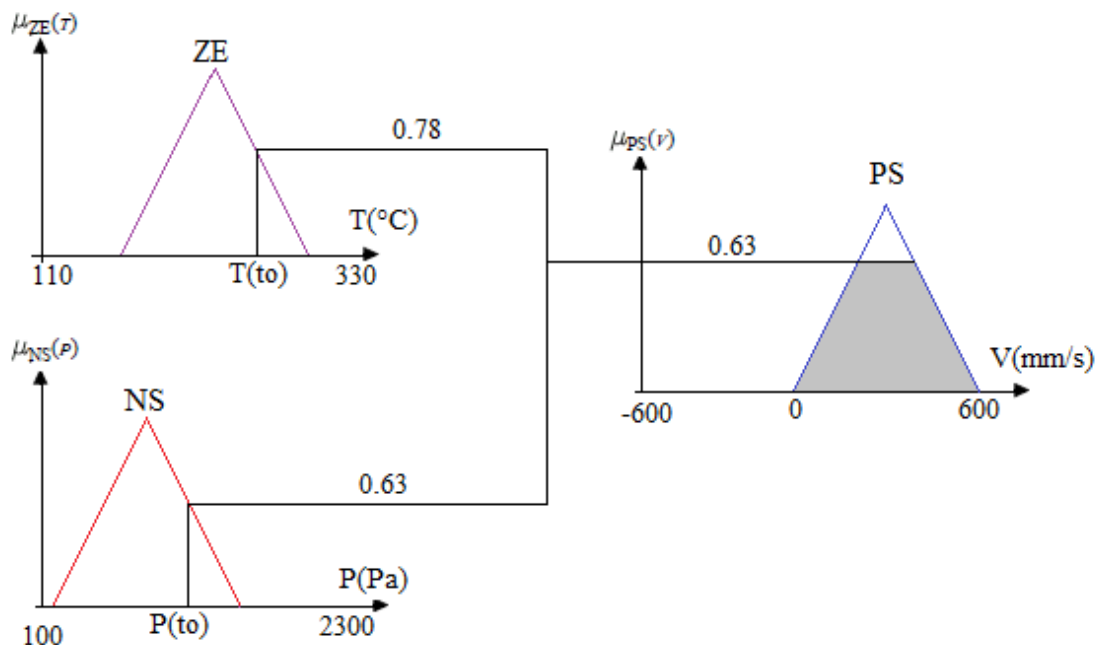 μZE(T)
ZE
0.78
T(°C)
110
T(to)
330
μNS(P)
NS
0.63
P(Pa)
100
P(to)
2300
μPS(v)
PS
0.63
V(mm/s)
-600
0
600